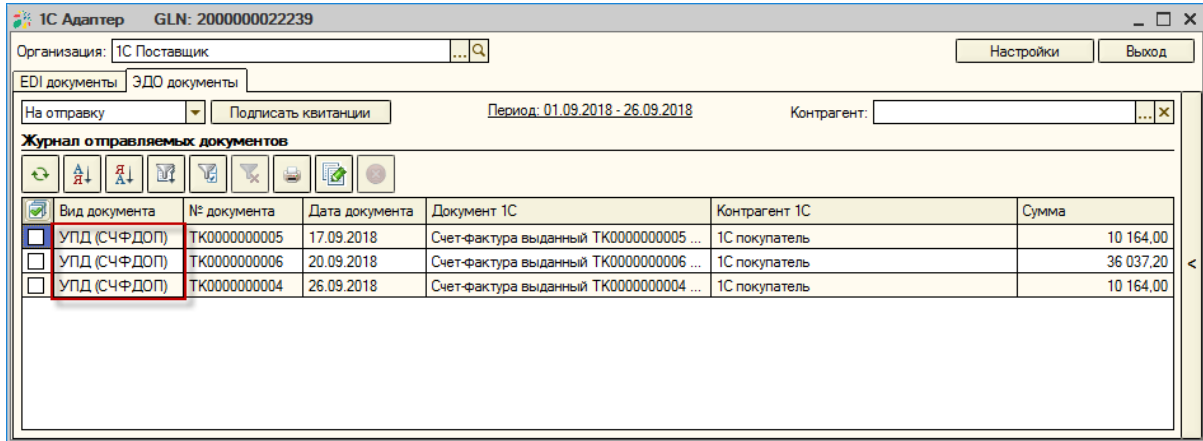 1С Адаптер GLN: 2000000022239
Организация: 1С Поставщик ... Настройки Выход
EDI документы ЭДО документы
На отправку Подписать квитанции Период: 01.09.2018 - 26.09.2018 Контрагент: ...
Журнал отправляемых документов
Вид документа № документа Дата документа Документ 1С Контрагент 1С Сумма
УПД (СЧФДОП) ТК0000000005 17.09.2018 Счет-фактура выданный ТК0000000005 ... 1С покупатель 10 164,00
УПД (СЧФДОП) ТК0000000006 20.09.2018 Счет-фактура выданный ТК0000000006 ... 1С покупатель 36 037,20
УПД (СЧФДОП) ТК0000000004 26.09.2018 Счет-фактура выданный ТК0000000004 ... 1С покупатель 10 164,00